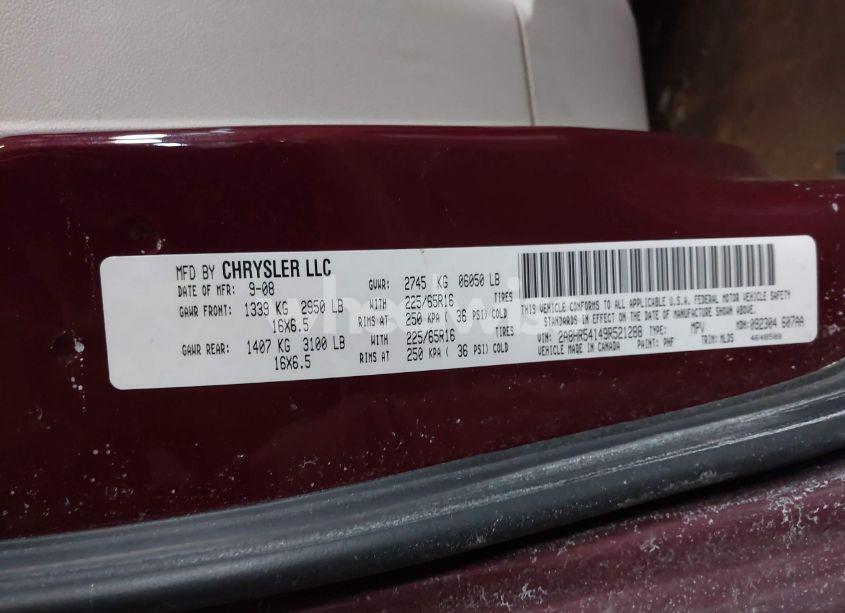 MFD BY CHRYSLER LLC
DATE OF MFR: 9-08 GVWR: 2745 KG 06050 LB
GAWR FRONT: 1339 KG 2950 LB WITH 225/65R16 TIRES
16X6.5 RIMS AT 250 KPA ( 36 PSI) COLD
GAWR REAR: 1407 KG 3100 LB WITH 225/65R16 TIRES
16X6.5 RIMS AT 250 KPA ( 36 PSI) COLD
THIS VEHICLE CONFORMS TO ALL APPLICABLE U.S.A. FEDERAL MOTOR VEHICLE SAFETY
STANDARDS IN EFFECT ON THE DATE OF MANUFACTURE SHOWN ABOVE.
VIN: 2A8HR54149R521288 TYPE: MPV MDH: 092304 607AA
VEHICLE MADE IN CANADA PAINT: PHF TRIM: MLDS